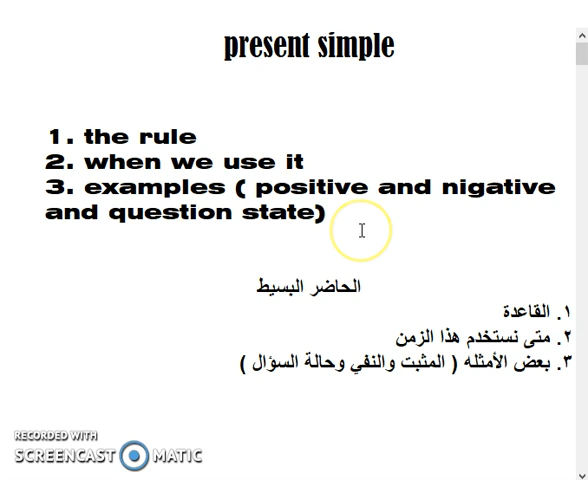 present simple
1. the rule
2. when we use it
3. examples ( positive and nigative
and question state)
الحاضر البسيط
١. القاعدة
٢. متى نستخدم هذا الزمن
٣. بعض الأمثله ( المثبت والنفي وحالة السؤال )
RECORDED WITH
SCREENCAST MATIC